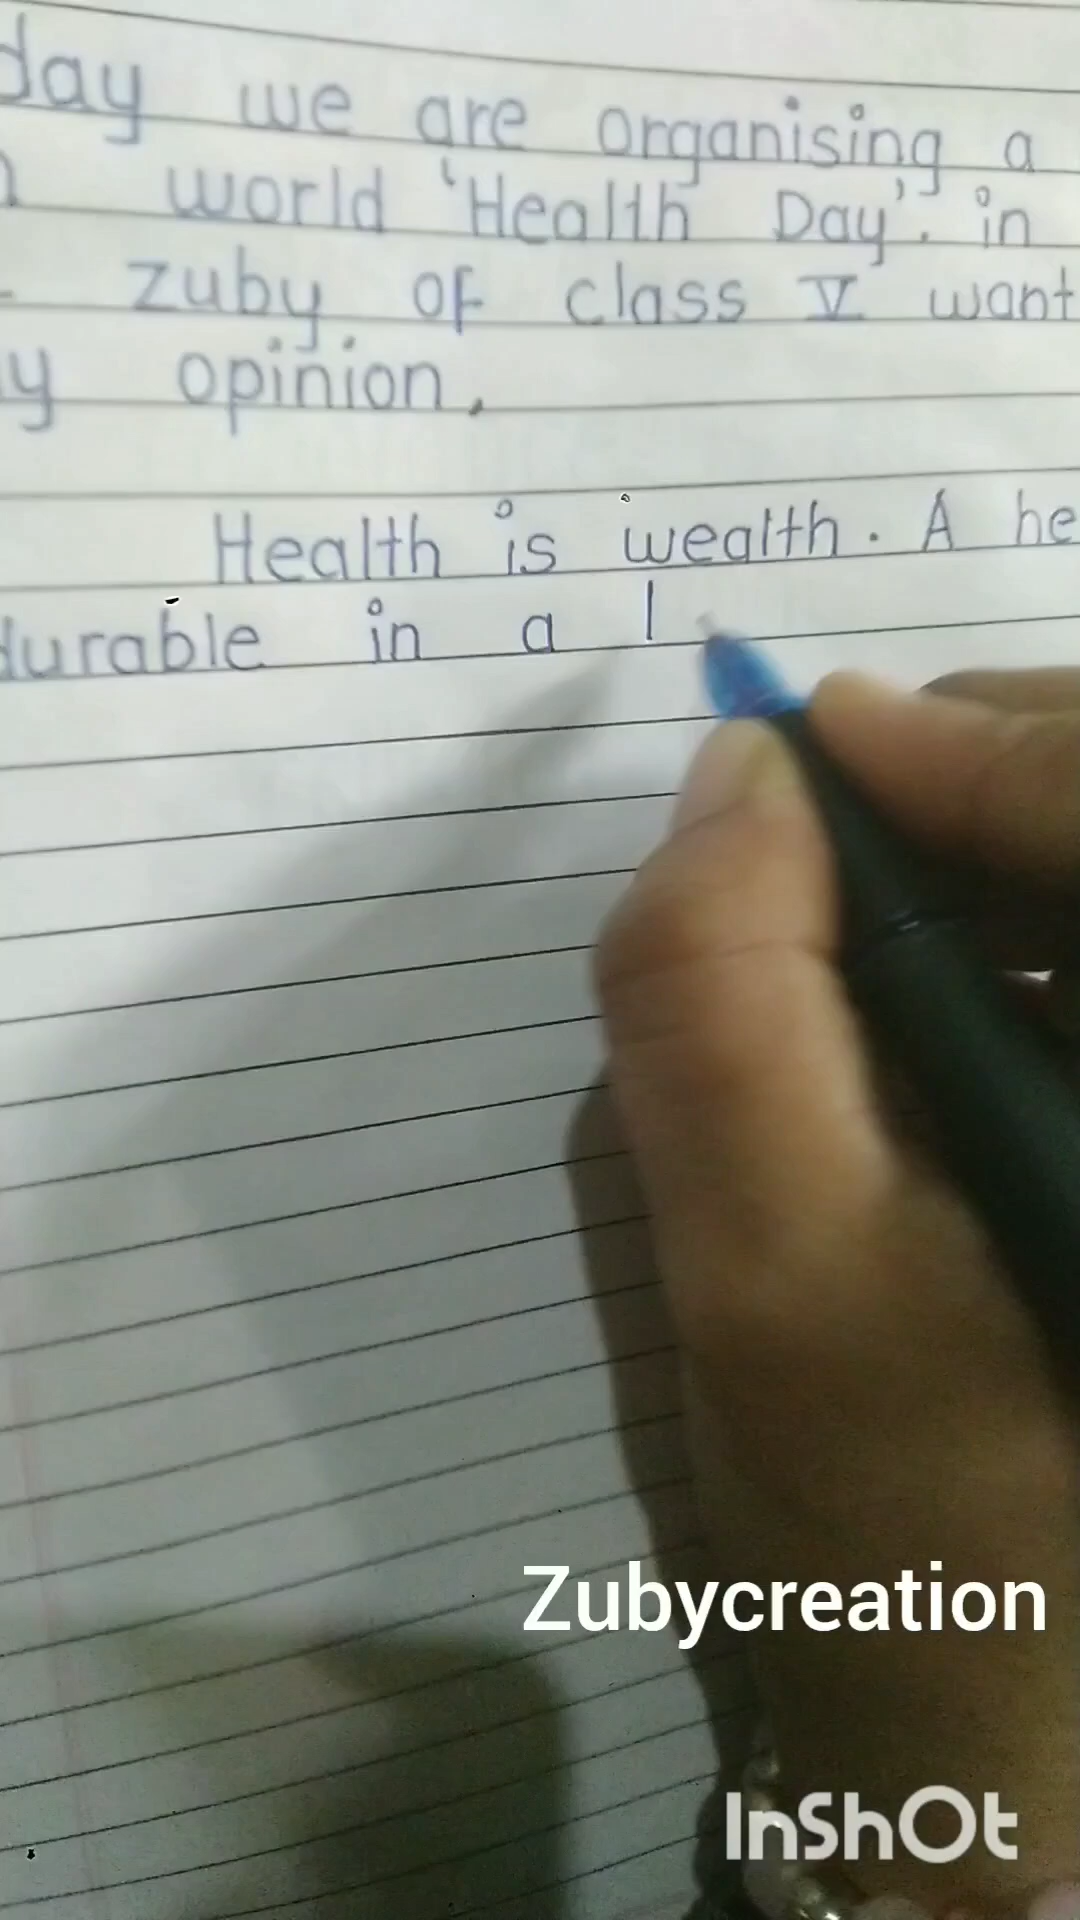 day we are organising a
world 'Health Day'. in
zuby of class V want
opinion.
Health is wealth. A he
durable in a l
Zubycreation
InShOt